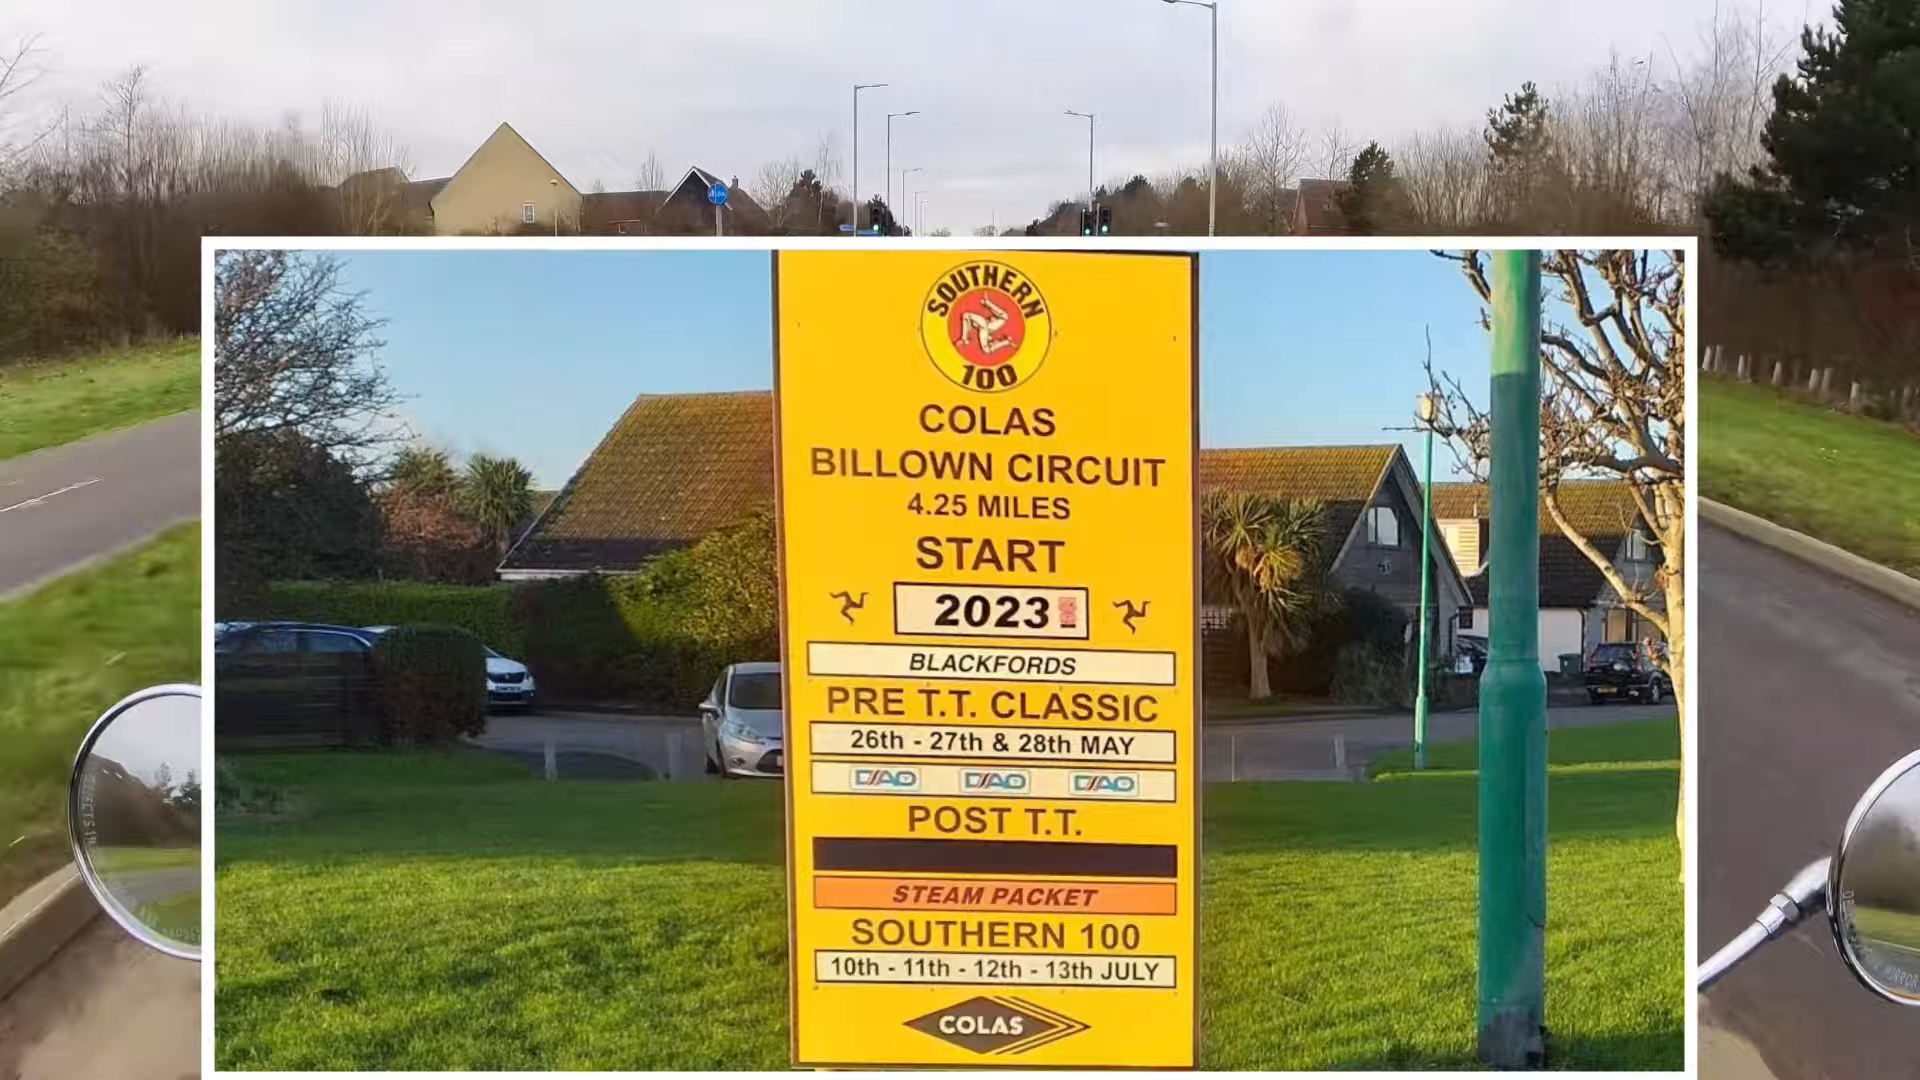 SOUTHERN
100
COLAS
BILLOWN CIRCUIT
4.25 MILES
START
2023
BLACKFORDS
PRE T.T. CLASSIC
26th - 27th & 28th MAY
DAO DAO DAO
POST T.T.
STEAM PACKET
SOUTHERN 100
10th - 11th - 12th - 13th JULY
COLAS